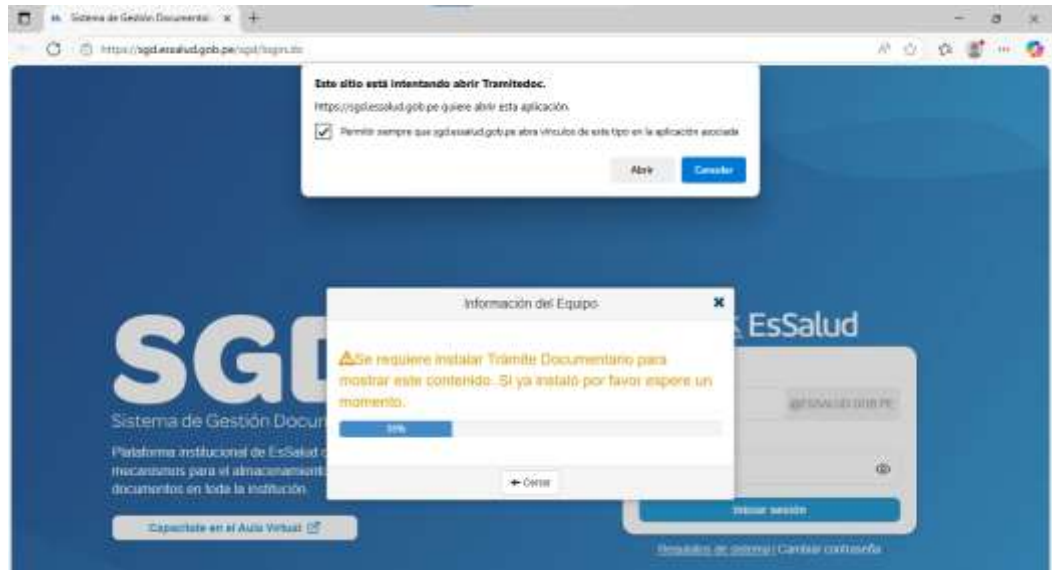 Sistema de Gestión Documental
https://sgd.essalud.gob.pe/sgd/login.do
Este sitio está intentando abrir Tramitedoc.
https://sgd.essalud.gob.pe quiere abrir esta aplicación.
Permitir siempre que sgd.essalud.gob.pe abra vínculos de este tipo en la aplicación asociada
Abrir
Cancelar
Información del Equipo
Se requiere instalar Trámite Documentario para
mostrar este contenido. Si ya instaló por favor espere un
momento.
Cerrar
SGD
Sistema de Gestión Docum
Plataforma institucional de EsSalud
mecanismos para el almacenamiento
documentos en toda la institución
Capacítate en el Aula Virtual
EsSalud
@ESSALUD.GOB.PE
Iniciar sesión
Requisitos de sistema | Cambiar contraseña